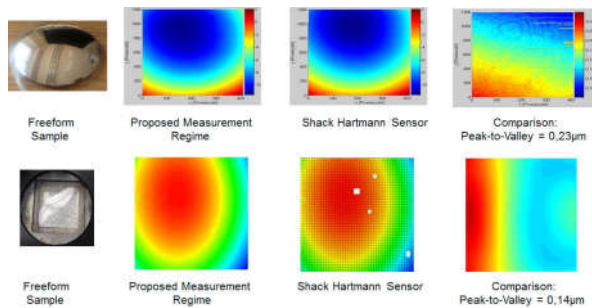 Freeform
Sample
Proposed Measurement
Regime
Shack Hartmann Sensor
Comparison:
Peak-to-Valley = 0,23µm
Freeform
Sample
Proposed Measurement
Regime
Shack Hartmann Sensor
Comparison:
Peak-to-Valley = 0,14µm